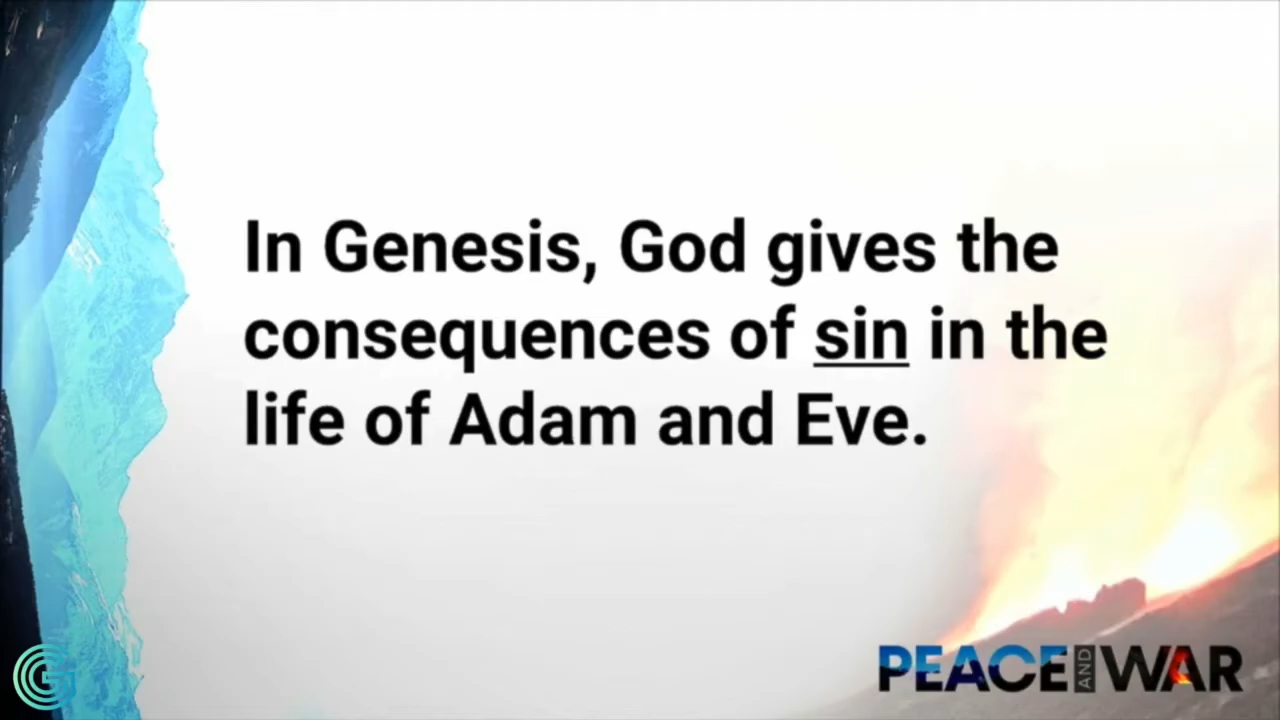 In Genesis, God gives the
consequences of sin in the
life of Adam and Eve.
PEACE AND WAR
G